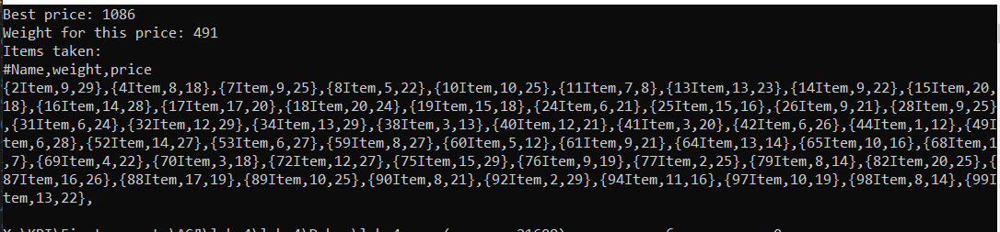 Best price: 1086
Weight for this price: 491
Items taken:
#Name,weight,price
{2Item,9,29},{4Item,8,18},{7Item,9,25},{8Item,5,22},{10Item,10,25},{11Item,7,8},{13Item,13,23},{14Item,9,22},{15Item,20,
18},{16Item,14,28},{17Item,17,20},{18Item,20,24},{19Item,15,18},{24Item,6,21},{25Item,15,16},{26Item,9,21},{28Item,9,25}
,{31Item,6,24},{32Item,12,29},{34Item,13,29},{38Item,3,13},{40Item,12,21},{41Item,3,20},{42Item,6,26},{44Item,1,12},{49I
tem,6,28},{52Item,14,27},{53Item,6,27},{59Item,8,27},{60Item,5,12},{61Item,9,21},{64Item,13,14},{65Item,10,16},{68Item,1
,7},{69Item,4,22},{70Item,3,18},{72Item,12,27},{75Item,15,29},{76Item,9,19},{77Item,2,25},{79Item,8,14},{82Item,20,25},{
87Item,16,26},{88Item,17,19},{89Item,10,25},{90Item,8,21},{92Item,2,29},{94Item,11,16},{97Item,10,19},{98Item,8,14},{99I
tem,13,22},